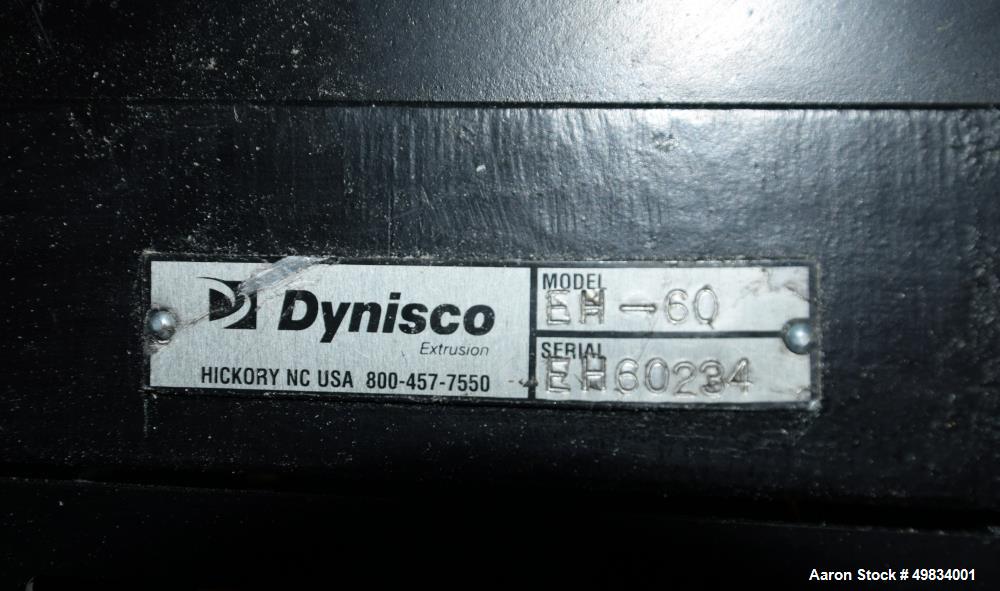 Dynisco
Extrusion
HICKORY NC USA 800-457-7550
MODEL
EH-60
SERIAL
EH60234
Aaron Stock # 49834001